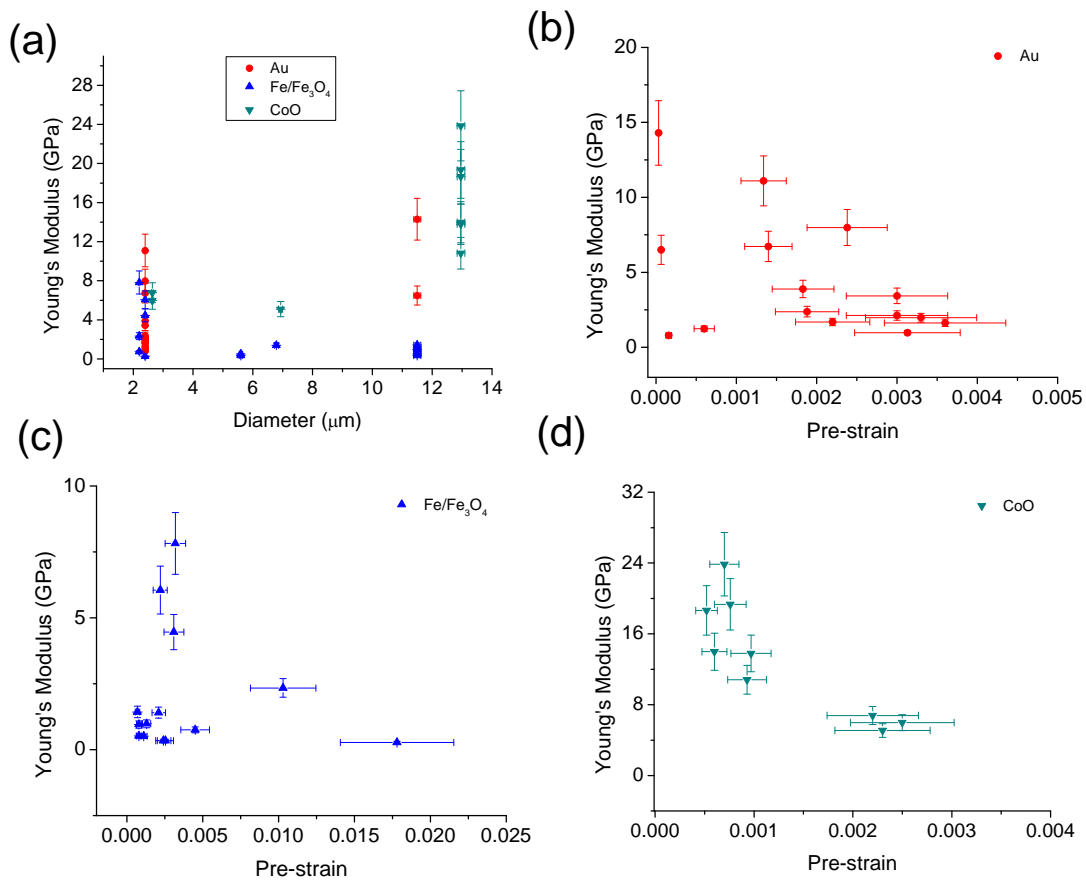 (a)
Au
Fe/Fe3O4
CoO
Young's Modulus (GPa)
28
24
20
16
12
8
4
0
2 4 6 8 10 12 14
Diameter (μm)
(b)
Au
Young's Modulus (GPa)
20
15
10
5
0
0.000 0.001 0.002 0.003 0.004 0.005
Pre-strain
(c)
Fe/Fe3O4
Young's Modulus (GPa)
10
5
0
0.000 0.005 0.010 0.015 0.020 0.025
Pre-strain
(d)
CoO
Young's Modulus (GPa)
32
24
16
8
0
0.000 0.001 0.002 0.003 0.004
Pre-strain